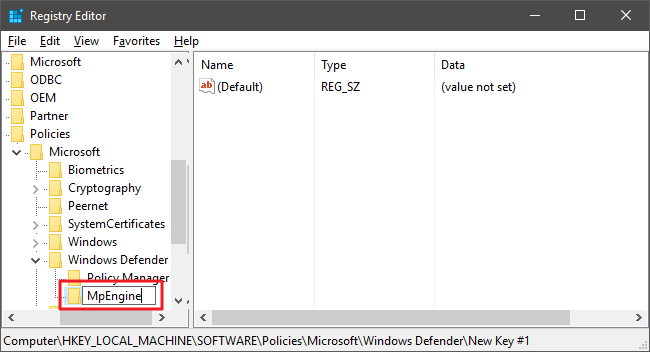 Registry Editor
File Edit View Favorites Help
Microsoft
ODBC
OEM
Partner
Policies
Microsoft
Biometrics
Cryptography
Peernet
SystemCertificates
Windows
Windows Defender
Policy Manager
MpEngine
Name Type Data
ab (Default) REG_SZ (value not set)
Computer\HKEY_LOCAL_MACHINE\SOFTWARE\Policies\Microsoft\Windows Defender\New Key #1